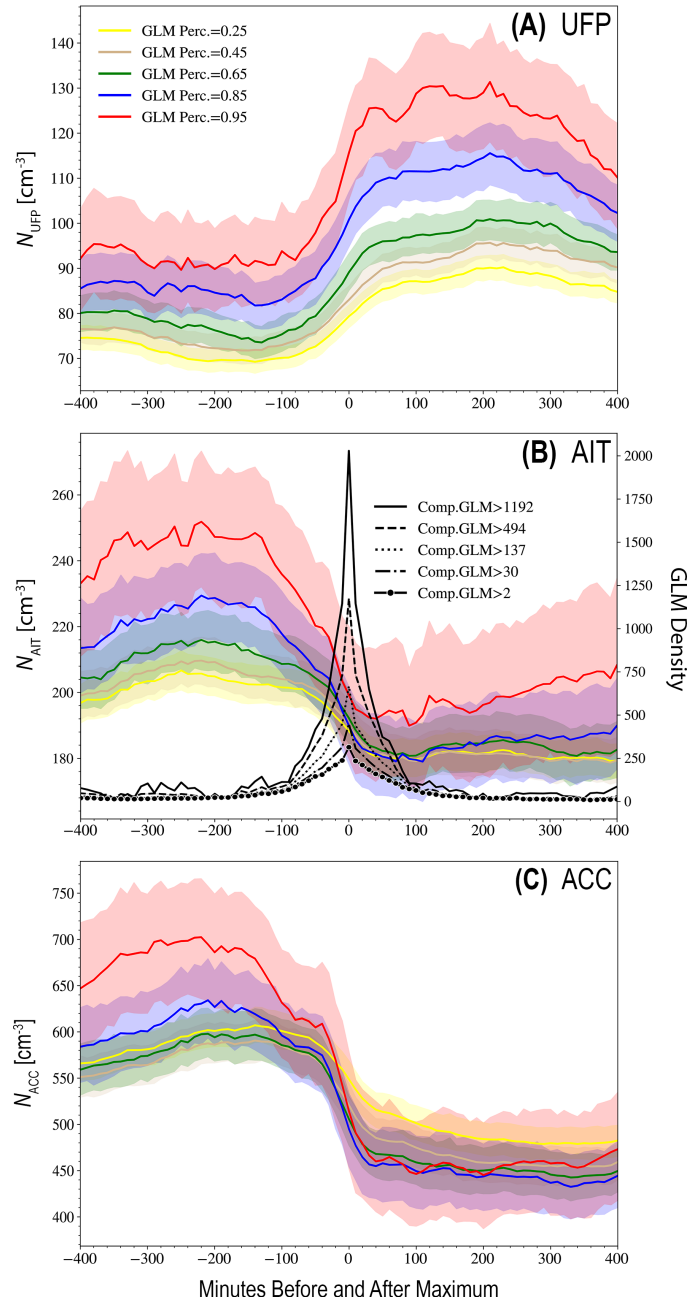 (A) UFP
GLM Perc.=0.25
GLM Perc.=0.45
GLM Perc.=0.65
GLM Perc.=0.85
GLM Perc.=0.95
140
130
120
110
100
90
80
70
N_UFP [cm⁻³]
−400 −300 −200 −100 0 100 200 300 400
(B) AIT
Comp.GLM>1192
Comp.GLM>494
Comp.GLM>137
Comp.GLM>30
Comp.GLM>2
260
240
220
200
180
N_AIT [cm⁻³]
2000
1750
1500
1250
1000
750
500
250
0
GLM Density
−400 −300 −200 −100 0 100 200 300 400
(C) ACC
750
700
650
600
550
500
450
400
N_ACC [cm⁻³]
−400 −300 −200 −100 0 100 200 300 400
Minutes Before and After Maximum